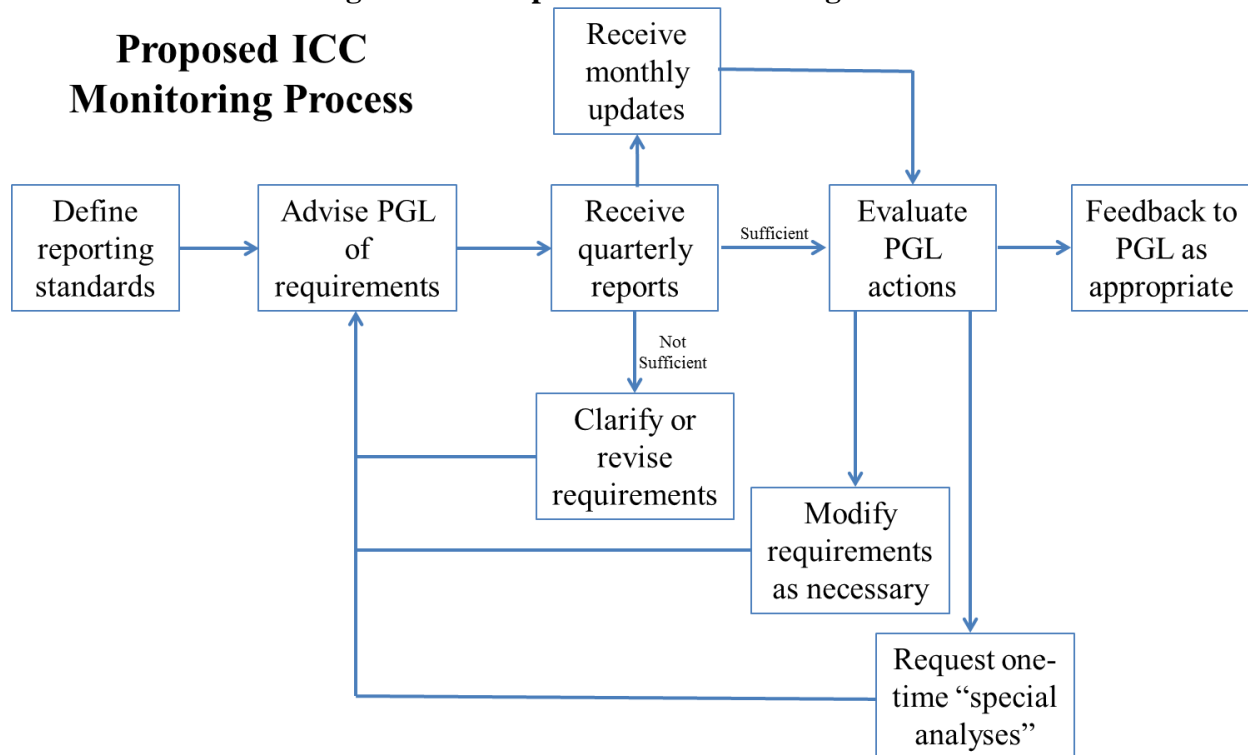 Proposed ICC
Monitoring Process
Receive
monthly
updates
Define
reporting
standards
Advise PGL
of
requirements
Receive
quarterly
reports
Sufficient
Evaluate
PGL
actions
Feedback to
PGL as
appropriate
Not
Sufficient
Clarify or
revise
requirements
Modify
requirements
as necessary
Request one-
time “special
analyses”